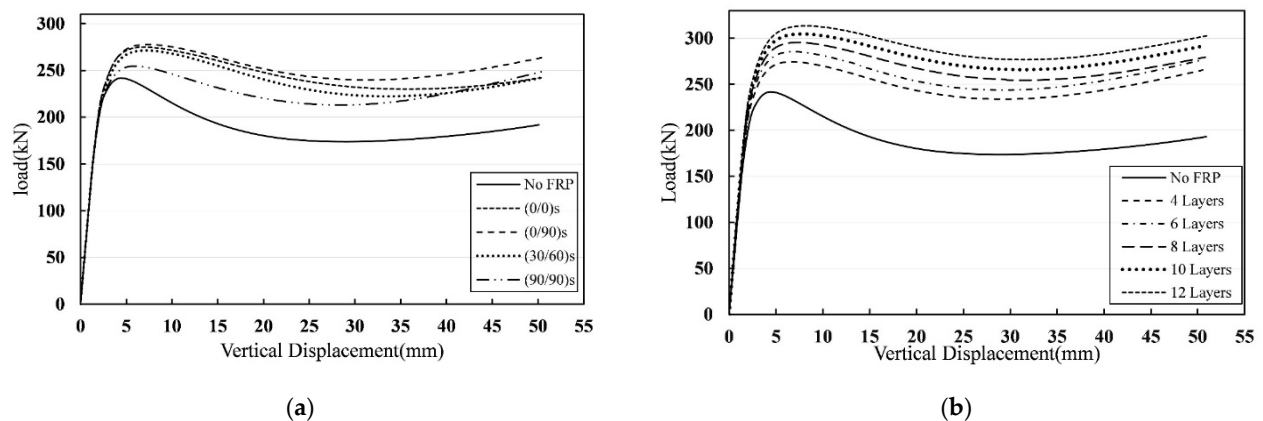 300
250
200
150
100
50
0
load(kN)
No FRP
(0/0)s
(0/90)s
(30/60)s
(90/90)s
0 5 10 15 20 25 30 35 40 45 50 55
Vertical Displacement(mm)
(a)
300
250
200
150
100
50
0
Load(kN)
No FRP
4 Layers
6 Layers
8 Layers
10 Layers
12 Layers
0 5 10 15 20 25 30 35 40 45 50 55
Vertical Displacement(mm)
(b)